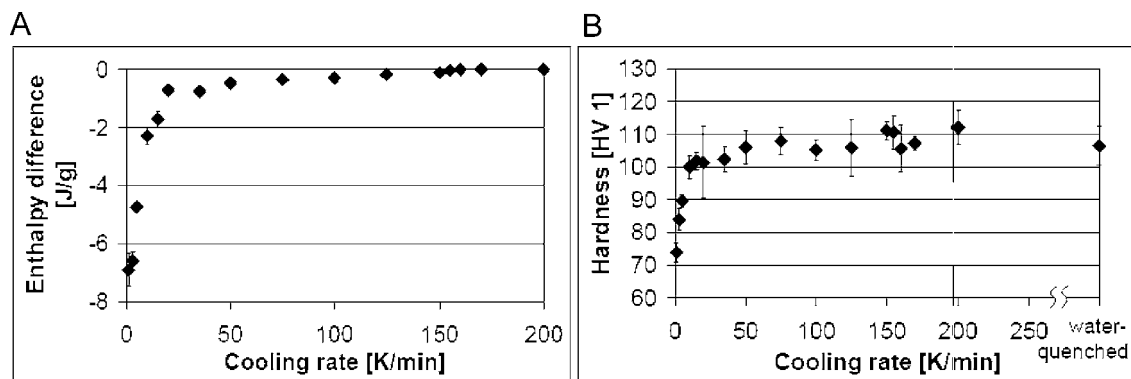 A
B
0
-2
-4
-6
-8
Enthalpy difference
[J/g]
0 50 100 150 200
Cooling rate [K/min]
130
120
110
100
90
80
70
60
Hardness [HV 1]
0 50 100 150 200 250 water-
quenched
Cooling rate [K/min]